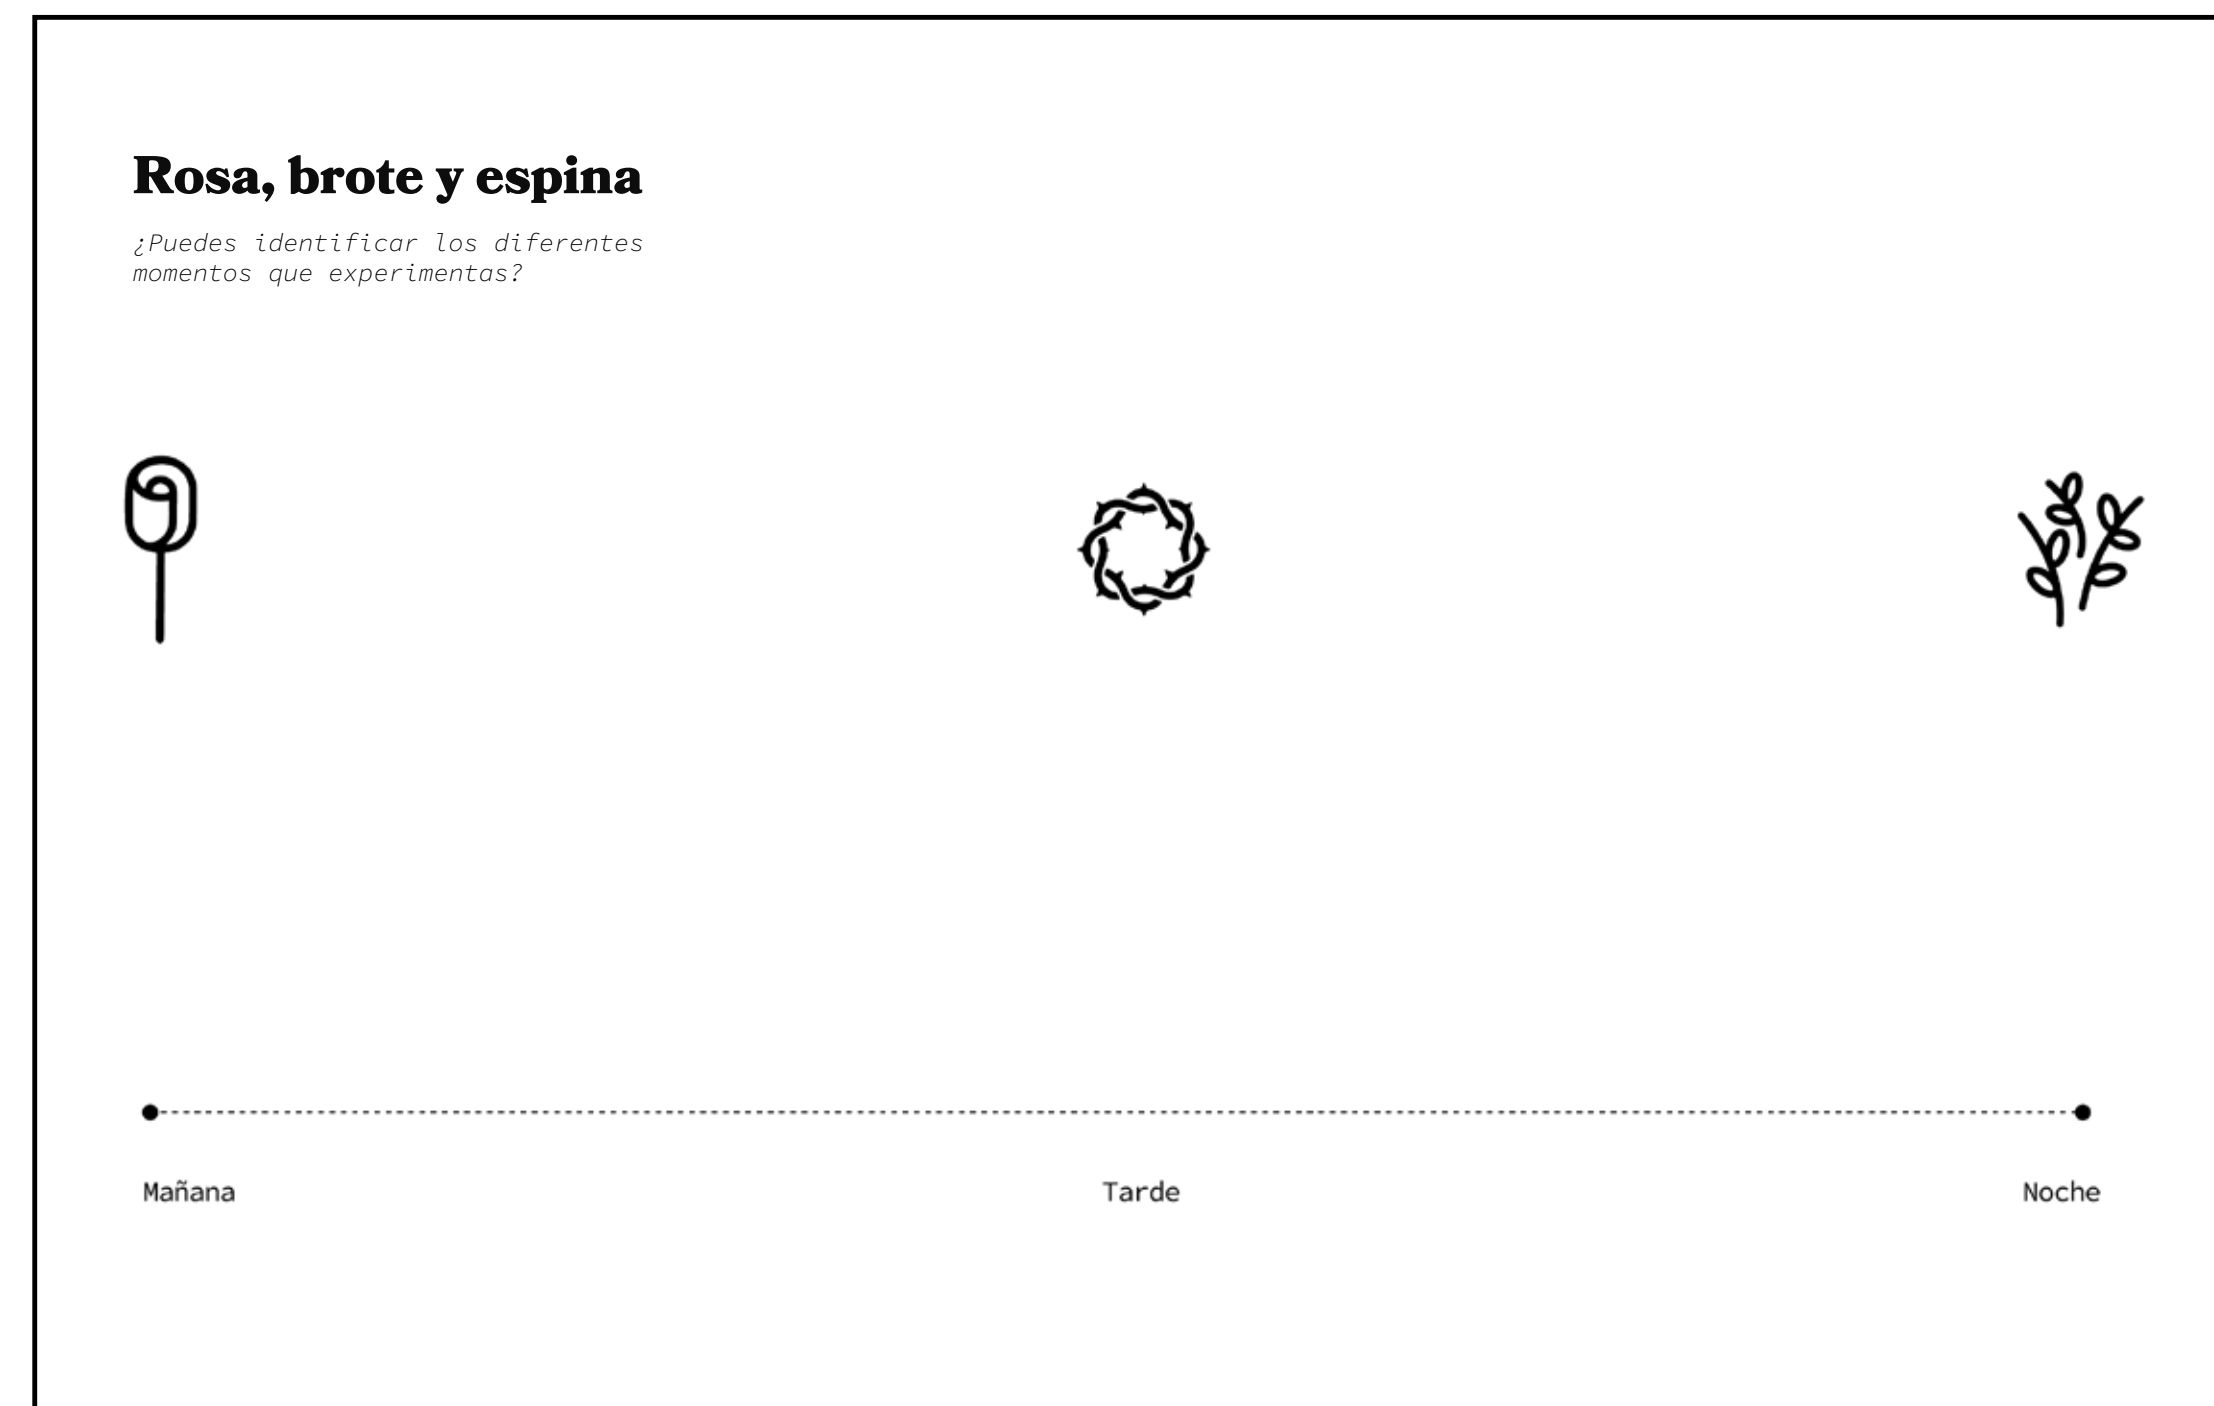 Rosa, brote y espina
¿Puedes identificar los diferentes
momentos que experimentas?
Mañana
Tarde
Noche